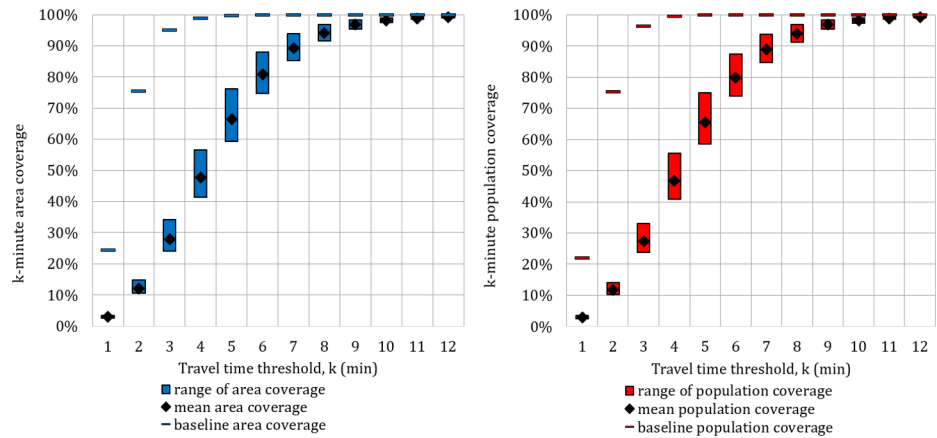 k-minute area coverage
100%
90%
80%
70%
60%
50%
40%
30%
20%
10%
0%
1 2 3 4 5 6 7 8 9 10 11 12
Travel time threshold, k (min)
range of area coverage
mean area coverage
baseline area coverage
k-minute population coverage
100%
90%
80%
70%
60%
50%
40%
30%
20%
10%
0%
1 2 3 4 5 6 7 8 9 10 11 12
Travel time threshold, k (min)
range of population coverage
mean population coverage
baseline population coverage